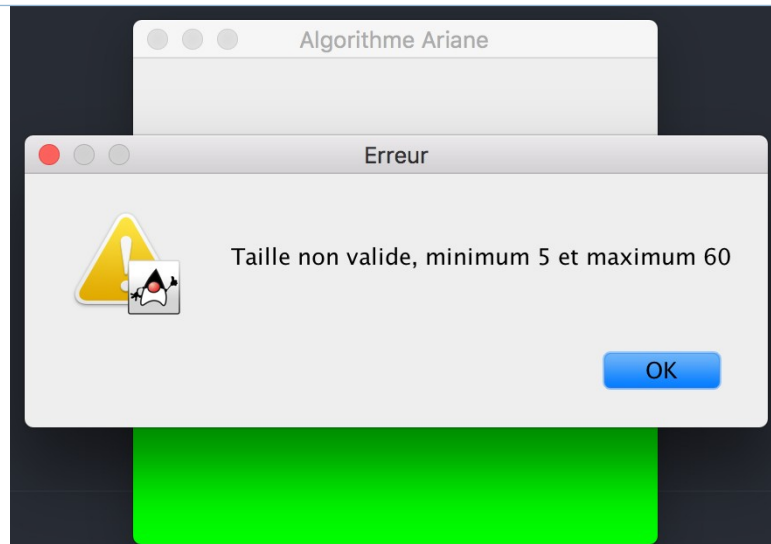 Algorithme Ariane
Erreur
Taille non valide, minimum 5 et maximum 60
OK